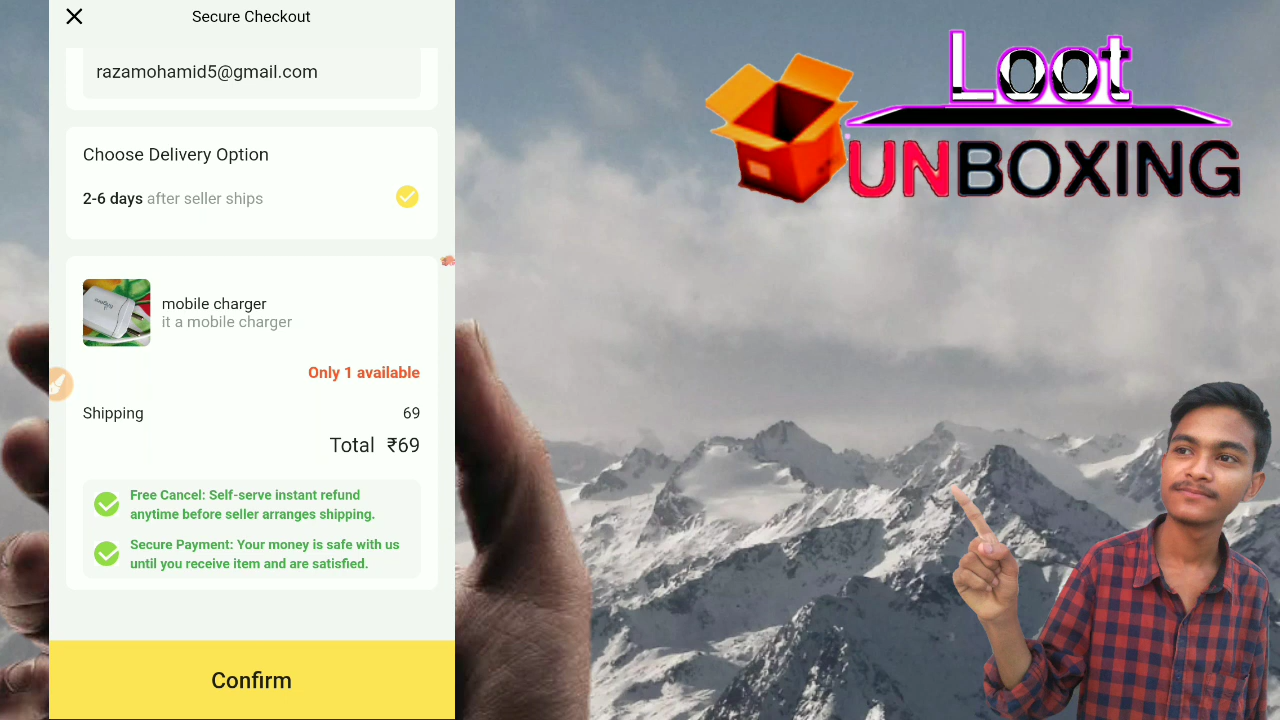 Secure Checkout
razamohamid5@gmail.com
Choose Delivery Option
2-6 days after seller ships
mobile charger
it a mobile charger
Only 1 available
Shipping 69
Total ₹69
Free Cancel: Self-serve instant refund
anytime before seller arranges shipping.
Secure Payment: Your money is safe with us
until you receive item and are satisfied.
Confirm
Loot
UNBOXING